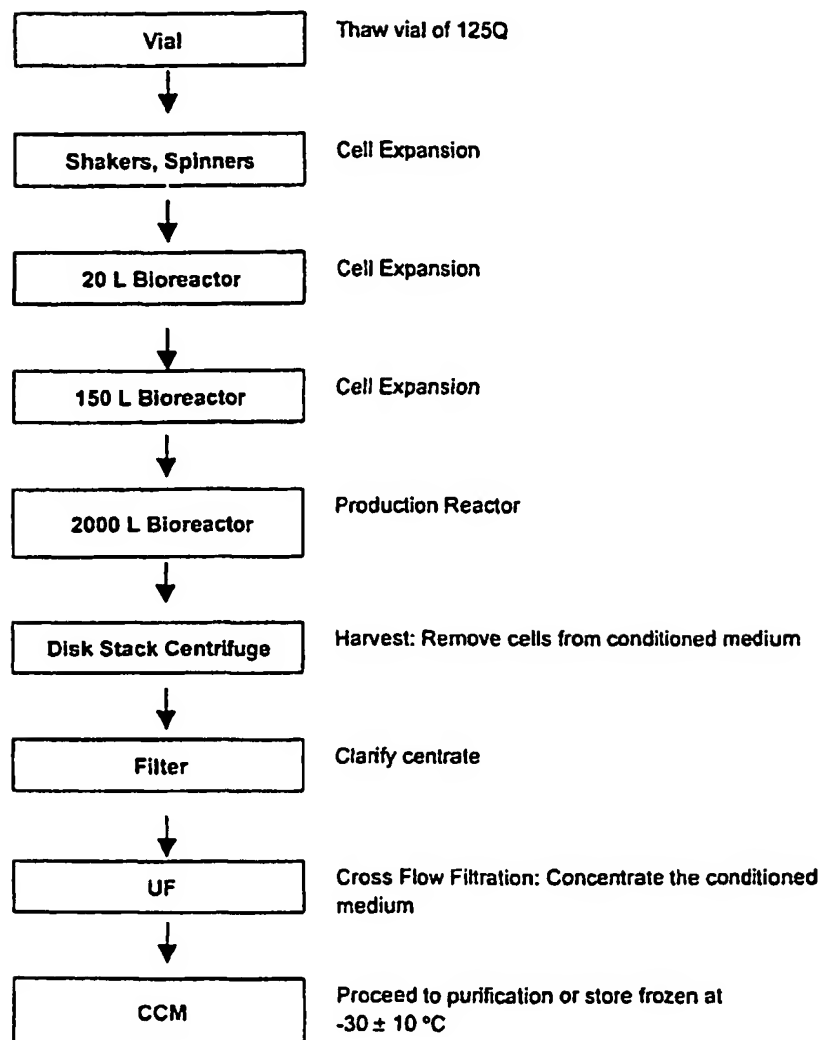 Vial
Thaw vial of 125Q
Shakers, Spinners
Cell Expansion
20 L Bioreactor
Cell Expansion
150 L Bioreactor
Cell Expansion
2000 L Bioreactor
Production Reactor
Disk Stack Centrifuge
Harvest: Remove cells from conditioned medium
Filter
Clarify centrate
UF
Cross Flow Filtration: Concentrate the conditioned
medium
CCM
Proceed to purification or store frozen at
-30 ± 10 °C